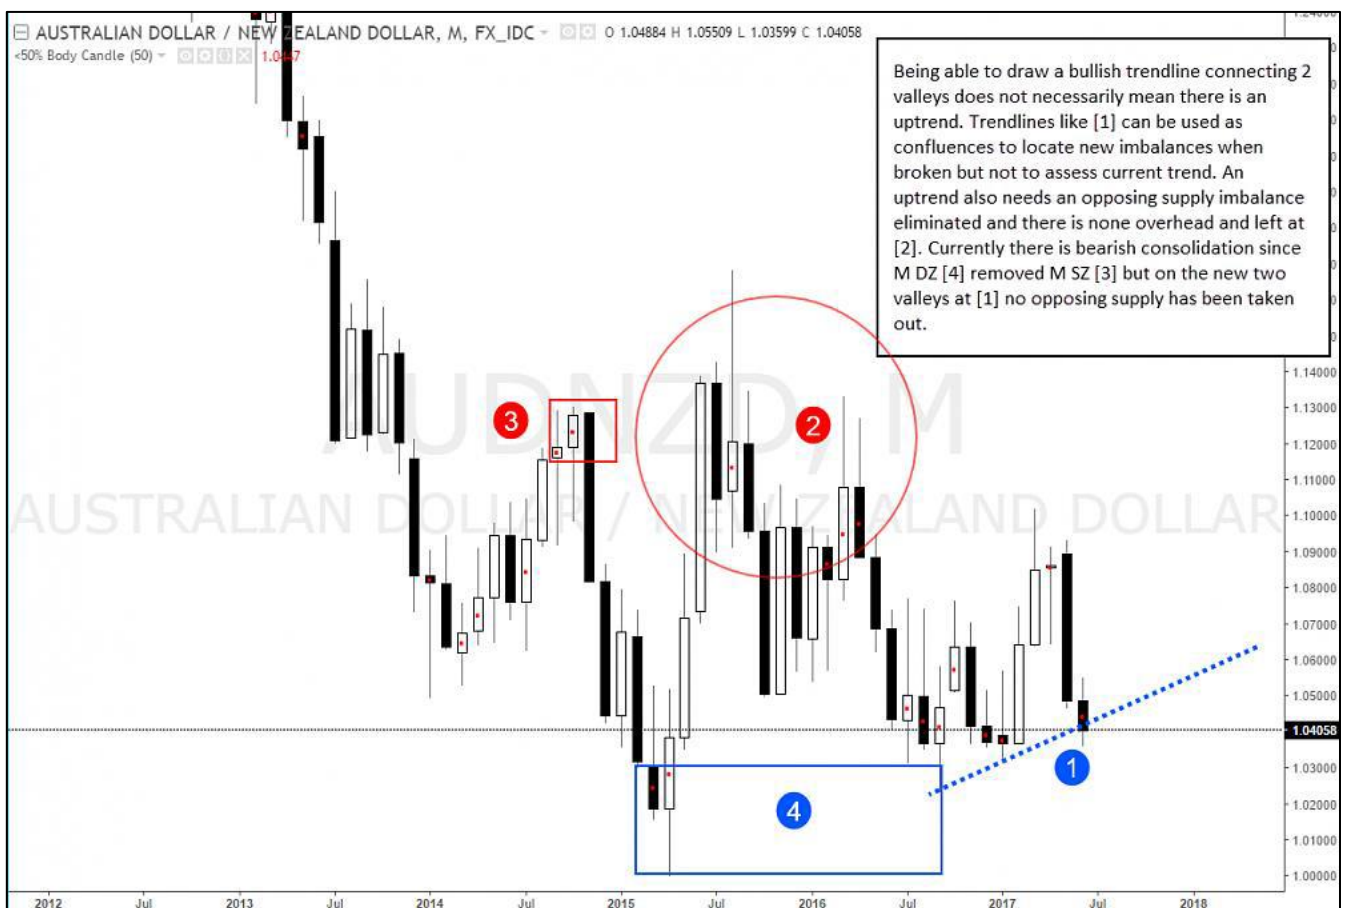 AUSTRALIAN DOLLAR / NEW ZEALAND DOLLAR, M, FX_IDC O 1.04884 H 1.05509 L 1.03599 C 1.04058
<50% Body Candle (50)
Being able to draw a bullish trendline connecting 2
valleys does not necessarily mean there is an
uptrend. Trendlines like [1] can be used as
confluences to locate new imbalances when
broken but not to assess current trend. An
uptrend also needs an opposing supply imbalance
eliminated and there is none overhead and left at
[2]. Currently there is bearish consolidation since
M DZ [4] removed M SZ [3] but on the new two
valleys at [1] no opposing supply has been taken
out.
AUDNZD, M
AUSTRALIAN DOLLAR / NEW ZEALAND DOLLAR
3
2
4
1
1.14000
1.13000
1.12000
1.11000
1.10000
1.09000
1.08000
1.07000
1.06000
1.05000
1.04058
1.03000
1.02000
1.01000
1.00000
2012 Jul 2013 Jul 2014 Jul 2015 Jul 2016 Jul 2017 Jul 2018